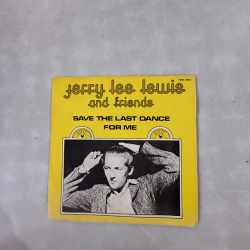 jerry lee lewis
and friends
SAVE THE LAST DANCE
FOR ME